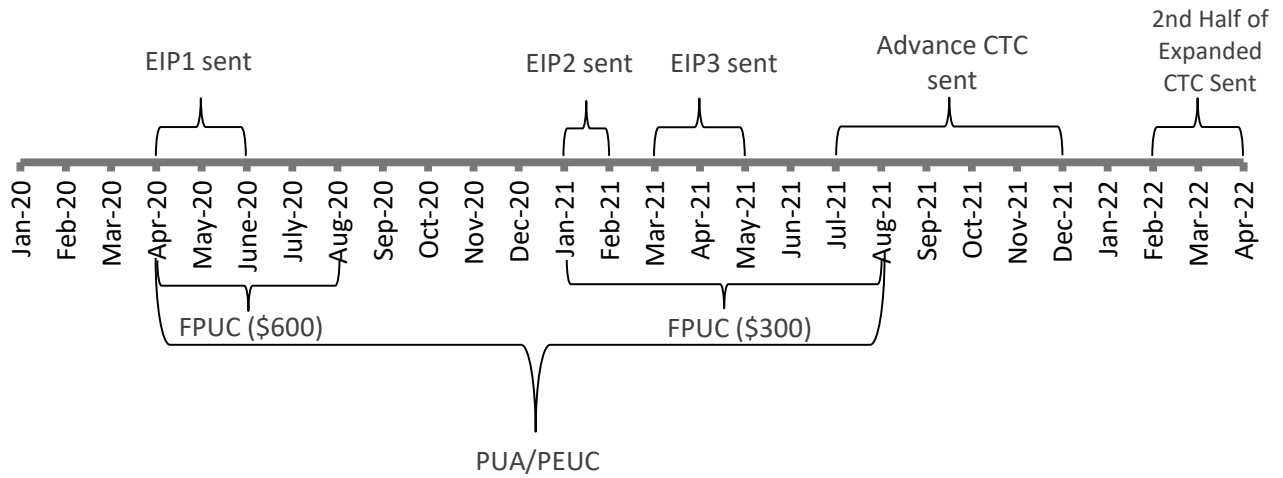 2nd Half of
Expanded
CTC Sent
Advance CTC
sent
EIP1 sent
EIP2 sent
EIP3 sent
Jan-20
Feb-20
Mar-20
Apr-20
May-20
June-20
July-20
Aug-20
Sep-20
Oct-20
Nov-20
Dec-20
Jan-21
Feb-21
Mar-21
Apr-21
May-21
Jun-21
Jul-21
Aug-21
Sep-21
Oct-21
Nov-21
Dec-21
Jan-22
Feb-22
Mar-22
Apr-22
FPUC ($600)
FPUC ($300)
PUA/PEUC